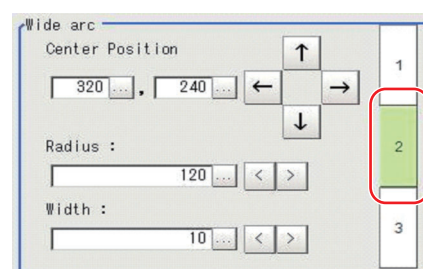 Wide arc
Center Position
320 ... , 240 ...
Radius :
120 ... < >
Width :
10 ... < >
1
2
3